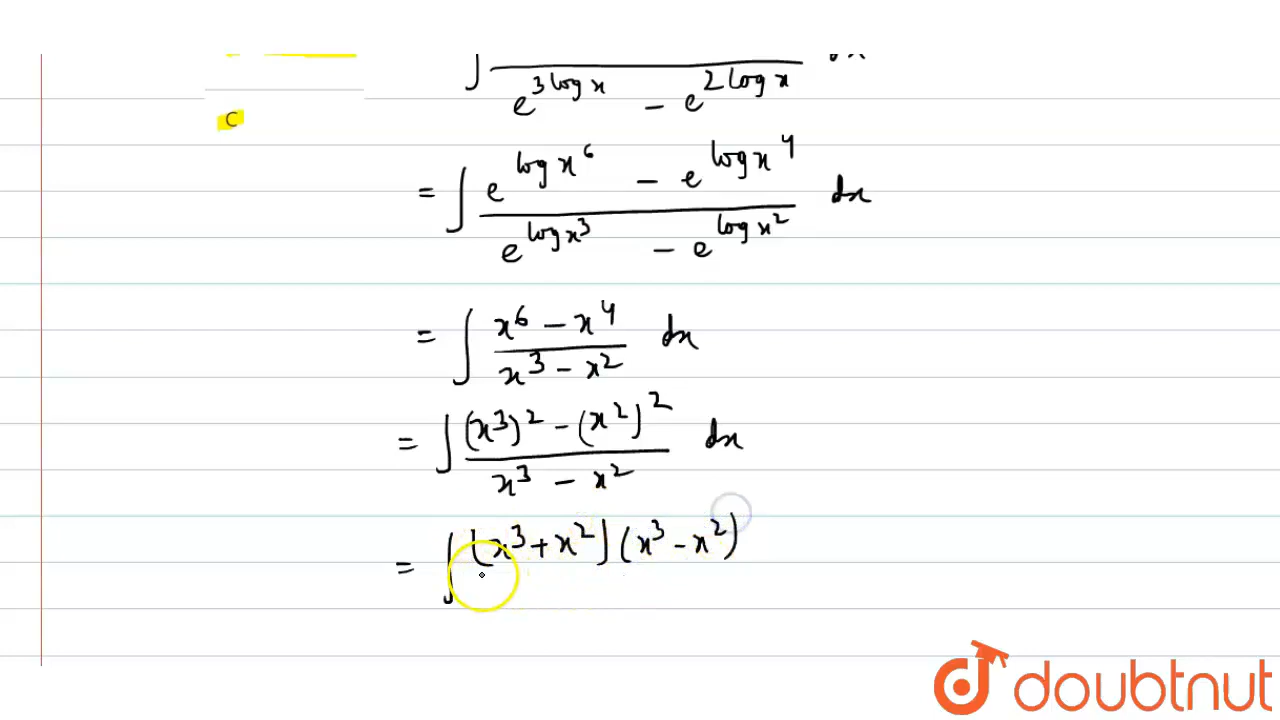 ∫ ――― dx
e^{3 log x} - e^{2 log x}
C
= ∫ (e^{log x^6} - e^{log x^4}) / (e^{log x^3} - e^{log x^2}) dx
= ∫ (x^6 - x^4) / (x^3 - x^2) dx
= ∫ ((x^3)^2 - (x^2)^2) / (x^3 - x^2) dx
= ∫ (x^3 + x^2)(x^3 - x^2)
doubtnut